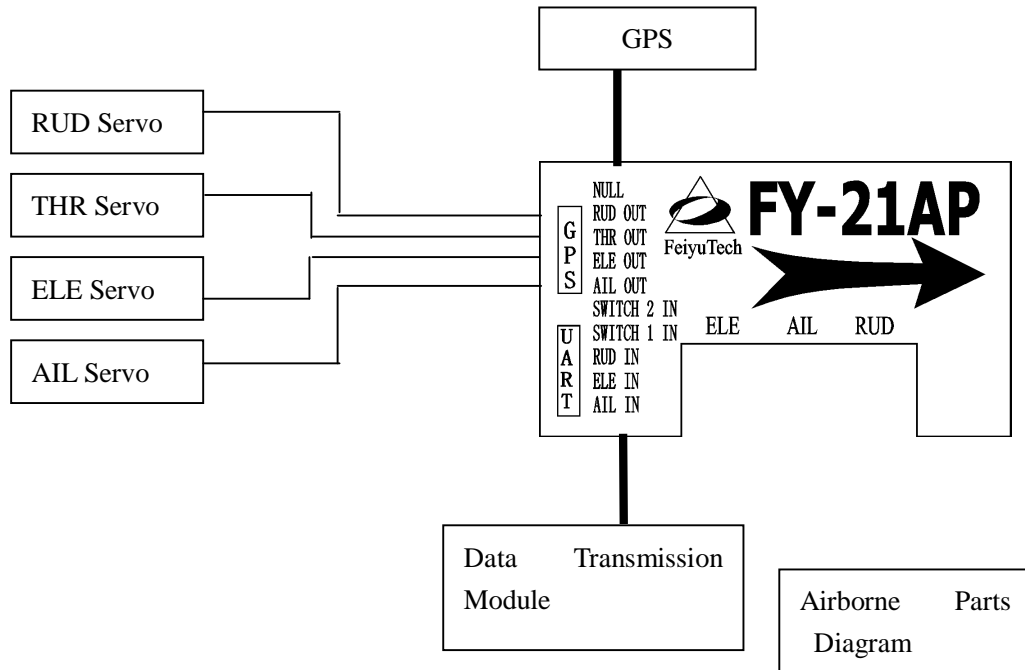 GPS
RUD Servo
THR Servo
ELE Servo
AIL Servo
GPS
UART
NULL
RUD OUT
THR OUT
ELE OUT
AIL OUT
SWITCH 2 IN
SWITCH 1 IN
RUD IN
ELE IN
AIL IN
FeiyuTech
FY-21AP
ELE AIL RUD
Data Transmission
Module
Airborne Parts
Diagram